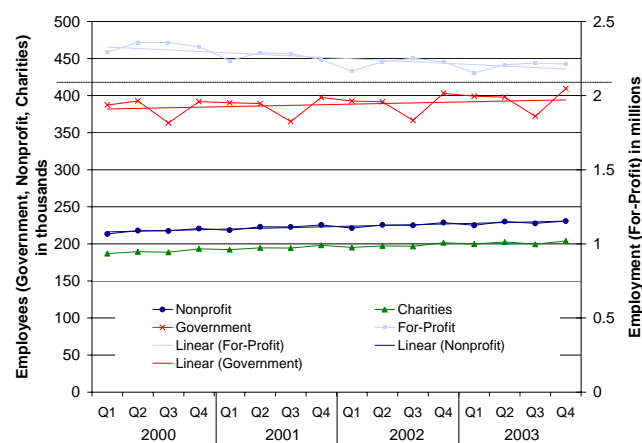 Employees (Government, Nonprofit, Charities)
in thousands
500
450
400
350
300
250
200
150
100
50
0
2.5
2
1.5
1
0.5
0
Employment (For-Profit) in millions
Nonprofit
Charities
Government
For-Profit
Linear (For-Profit)
Linear (Nonprofit)
Linear (Government)
Q1 Q2 Q3 Q4 Q1 Q2 Q3 Q4 Q1 Q2 Q3 Q4 Q1 Q2 Q3 Q4
2000 2001 2002 2003